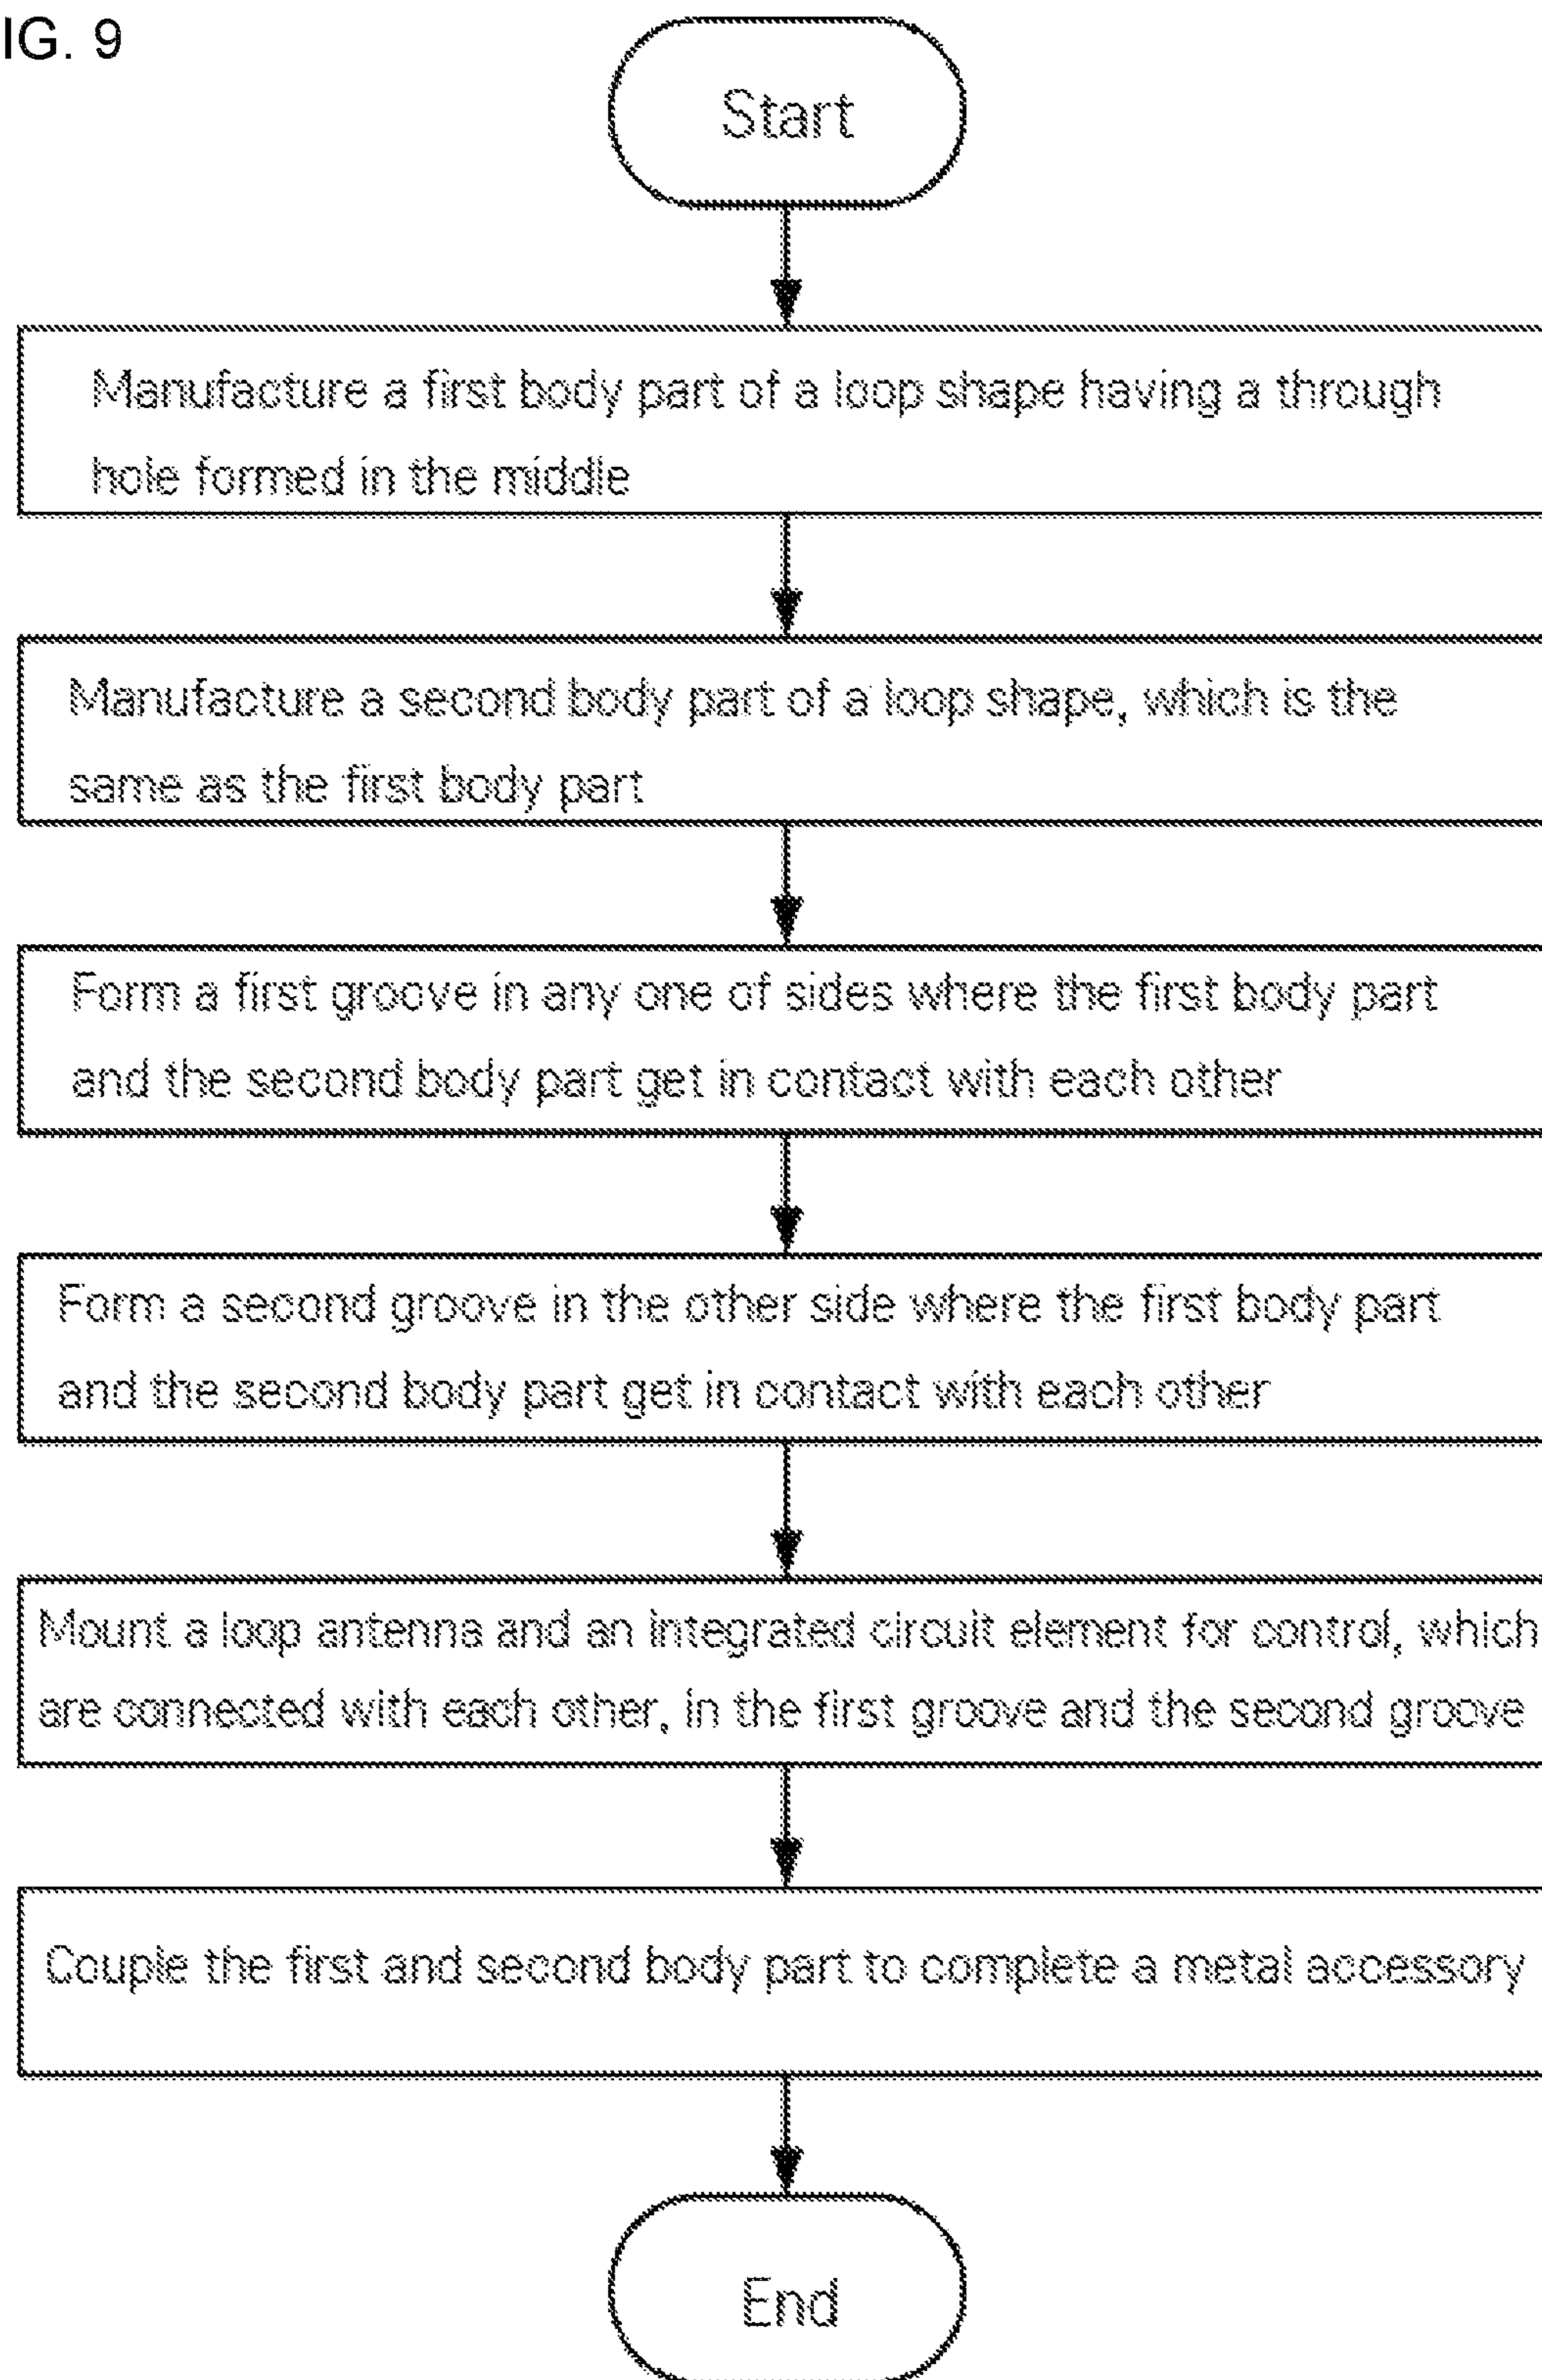 IG. 9
Start
Manufacture a first body part of a loop shape having a through
hole formed in the middle
Manufacture a second body part of a loop shape, which is the
same as the first body part
Form a first groove in any one of sides where the first body part
and the second body part get in contact with each other
Form a second groove in the other side where the first body part
and the second body part get in contact with each other
Mount a loop antenna and an integrated circuit element for control, which
are connected with each other, in the first groove and the second groove
Couple the first and second body part to complete a metal accessory
End